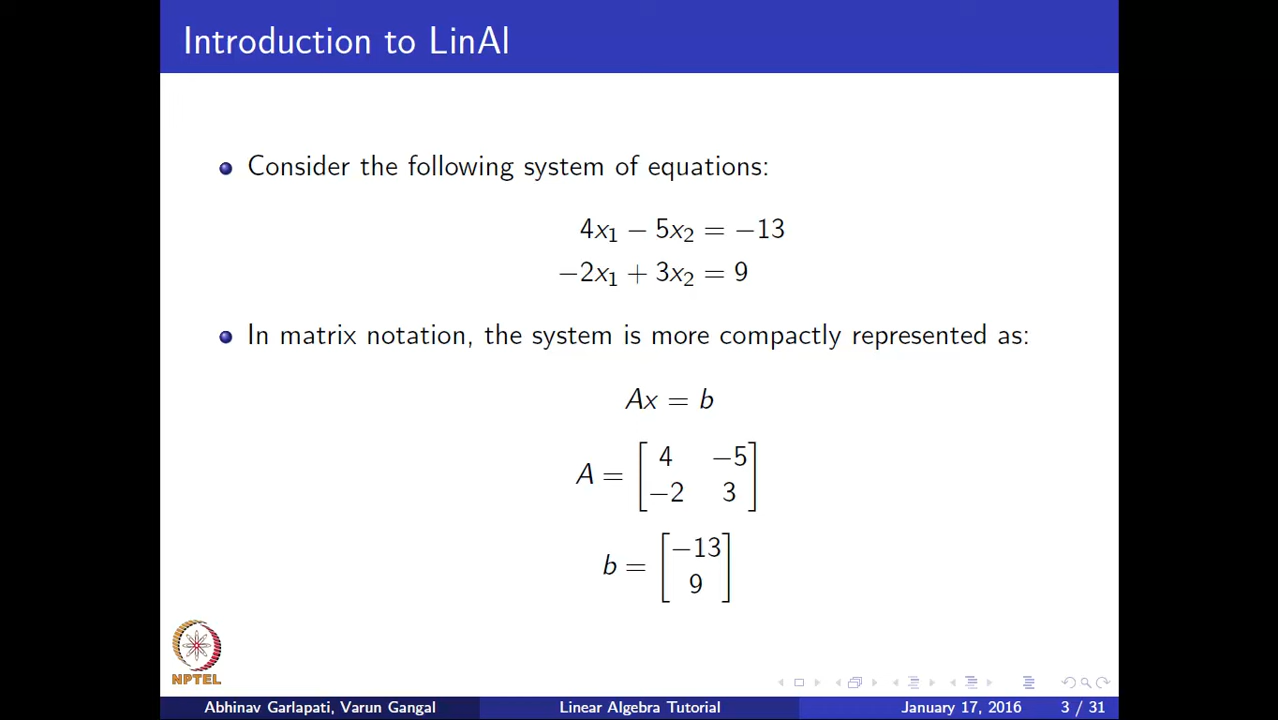 Introduction to LinAl
Consider the following system of equations:
4x₁ − 5x₂ = −13
−2x₁ + 3x₂ = 9
In matrix notation, the system is more compactly represented as:
Ax = b
A = [4 −5
−2 3]
b = [−13
9]
NPTEL
Abhinav Garlapati, Varun Gangal Linear Algebra Tutorial January 17, 2016 3 / 31